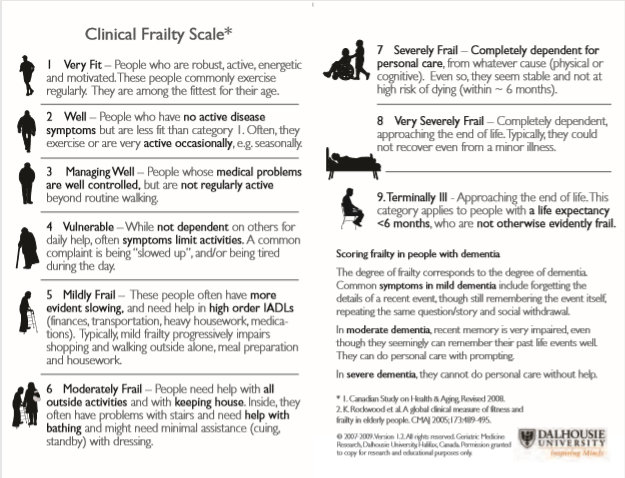 Clinical Frailty Scale*
1 Very Fit – People who are robust, active, energetic
and motivated. These people commonly exercise
regularly. They are among the fittest for their age.
2 Well – People who have no active disease
symptoms but are less fit than category 1. Often, they
exercise or are very active occasionally, e.g. seasonally.
3 Managing Well – People whose medical problems
are well controlled, but are not regularly active
beyond routine walking.
4 Vulnerable – While not dependent on others for
daily help, often symptoms limit activities. A common
complaint is being "slowed up", and/or being tired
during the day.
5 Mildly Frail – These people often have more
evident slowing, and need help in high order IADLs
(finances, transportation, heavy housework, medica-
tions). Typically, mild frailty progressively impairs
shopping and walking outside alone, meal preparation
and housework.
6 Moderately Frail – People need help with all
outside activities and with keeping house. Inside, they
often have problems with stairs and need help with
bathing and might need minimal assistance (cuing,
standby) with dressing.
7 Severely Frail – Completely dependent for
personal care, from whatever cause (physical or
cognitive). Even so, they seem stable and not at
high risk of dying (within ~ 6 months).
8 Very Severely Frail – Completely dependent,
approaching the end of life. Typically, they could
not recover even from a minor illness.
9. Terminally Ill - Approaching the end of life. This
category applies to people with a life expectancy
<6 months, who are not otherwise evidently frail.
Scoring frailty in people with dementia
The degree of frailty corresponds to the degree of dementia.
Common symptoms in mild dementia include forgetting the
details of a recent event, though still remembering the event itself,
repeating the same question/story and social withdrawal.
In moderate dementia, recent memory is very impaired, even
though they seemingly can remember their past life events well.
They can do personal care with prompting.
In severe dementia, they cannot do personal care without help.
* 1. Canadian Study on Health & Aging, Revised 2008.
2. K. Rockwood et al. A global clinical measure of fitness and
frailty in elderly people. CMAJ 2005;173:489-495.
© 2007-2009. Version 1.2. All rights reserved. Geriatric Medicine
Research, Dalhousie University, Halifax, Canada. Permission granted
to copy for research and educational purposes only.
DALHOUSIE
UNIVERSITY
Inspiring Minds